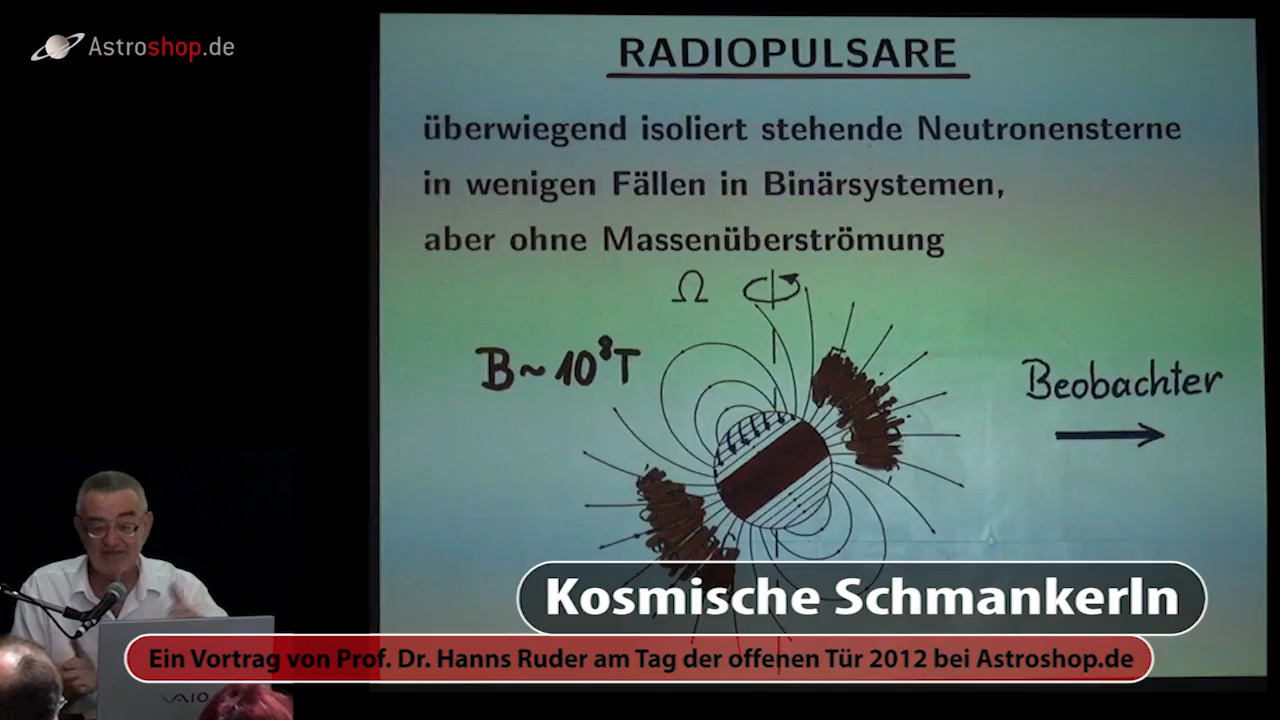 Astroshop.de
RADIOPULSARE
überwiegend isoliert stehende Neutronensterne
in wenigen Fällen in Binärsystemen,
aber ohne Massenüberströmung
Ω
B~10⁸T
Beobachter
Kosmische Schmankerln
Ein Vortrag von Prof. Dr. Hanns Ruder am Tag der offenen Tür 2012 bei Astroshop.de
VAIO